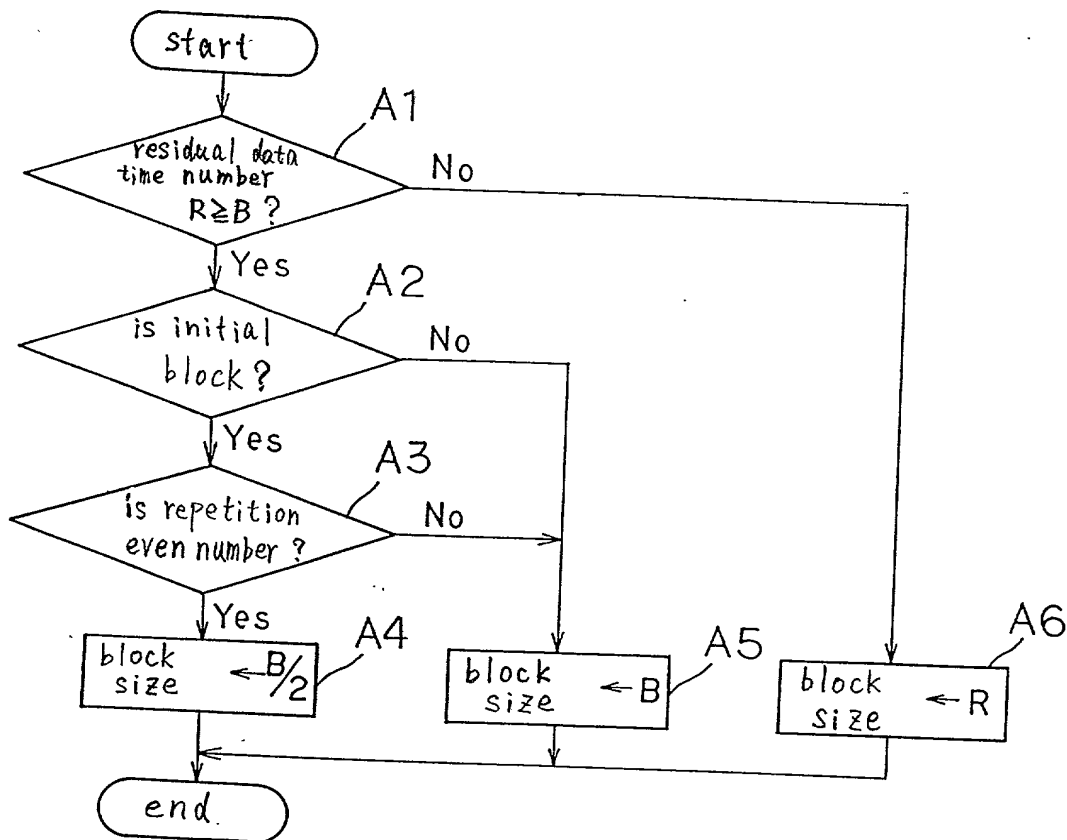 start
A1
residual data
time number
R≧B ?
No
Yes
A2
is initial
block ?
No
Yes
A3
is repetition
even number ?
No
Yes
A4
block
size ← B/2
A5
block
size ← B
A6
block
size ← R
end